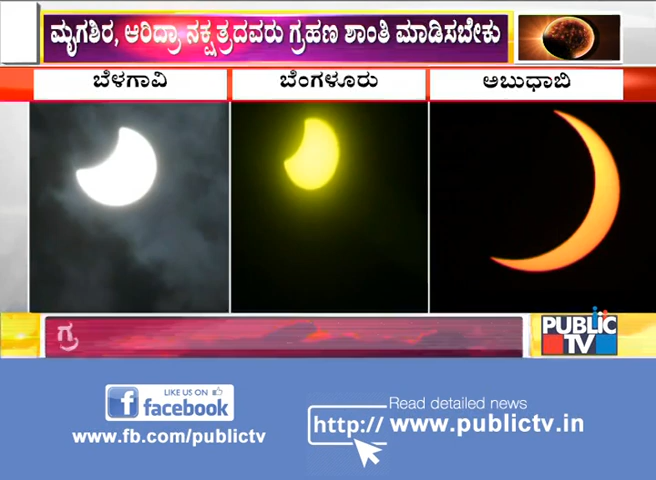 ಮೃಗಶಿರ, ಆರಿದ್ರಾ ನಕ್ಷತ್ರದವರು ಗ್ರಹಣ ಶಾಂತಿ ಮಾಡಿಸಬೇಕು
ಬೆಳಗಾವಿ ಬೆಂಗಳೂರು ಅಬುಧಾಬಿ
ಗ್ರ
PUBLIC
TV
LIKE US ON
facebook
www.fb.com/publictv
Read detailed news
http:// www.publictv.in